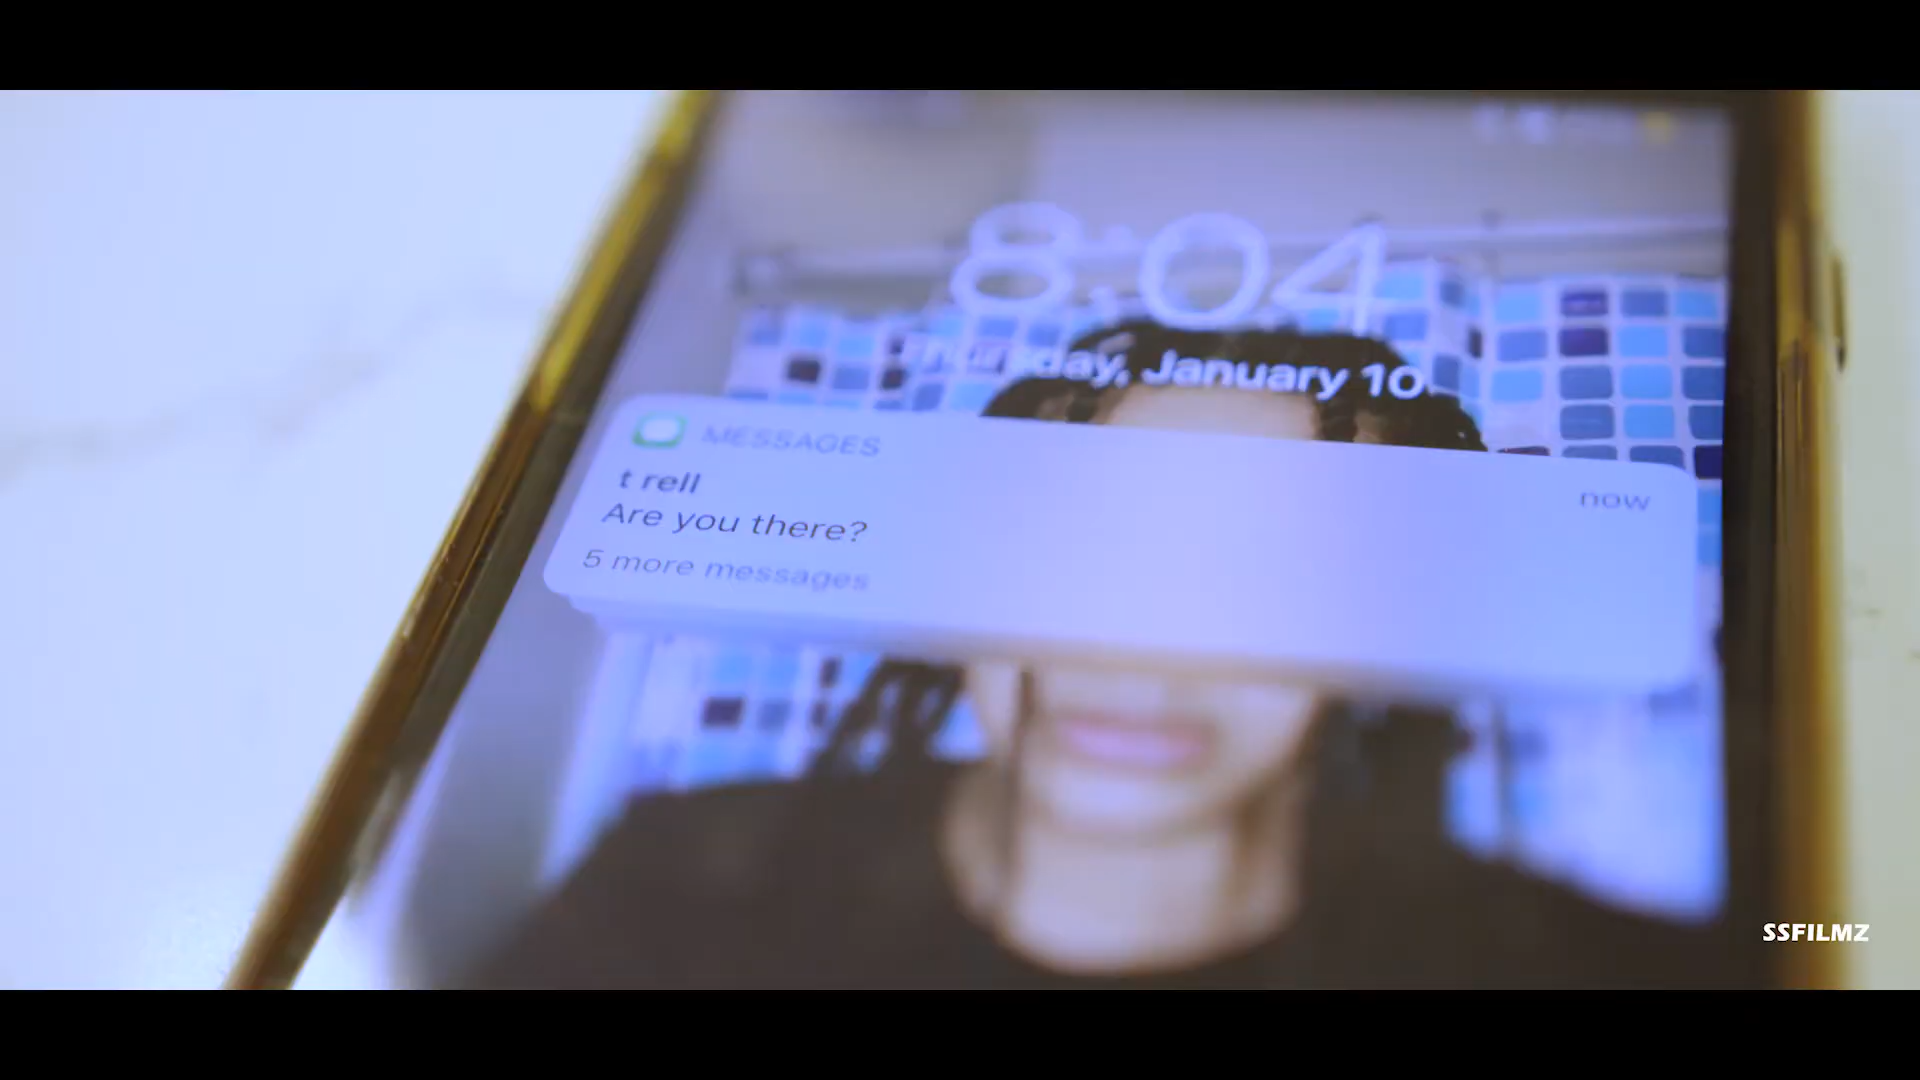 8:04
Thursday, January 10
MESSAGES
t rell
now
Are you there?
5 more messages
SSFILMZ